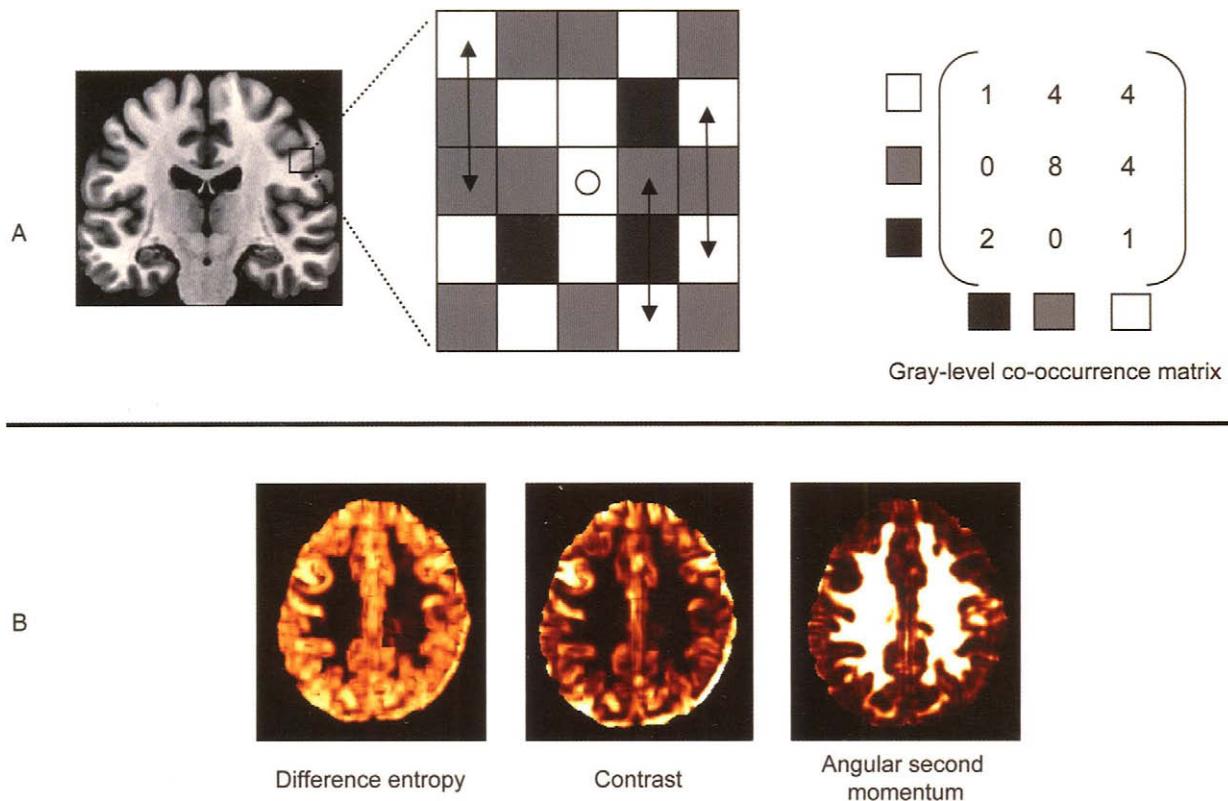 A
1 4 4
0 8 4
2 0 1
Gray-level co-occurrence matrix
B
Difference entropy
Contrast
Angular second
momentum